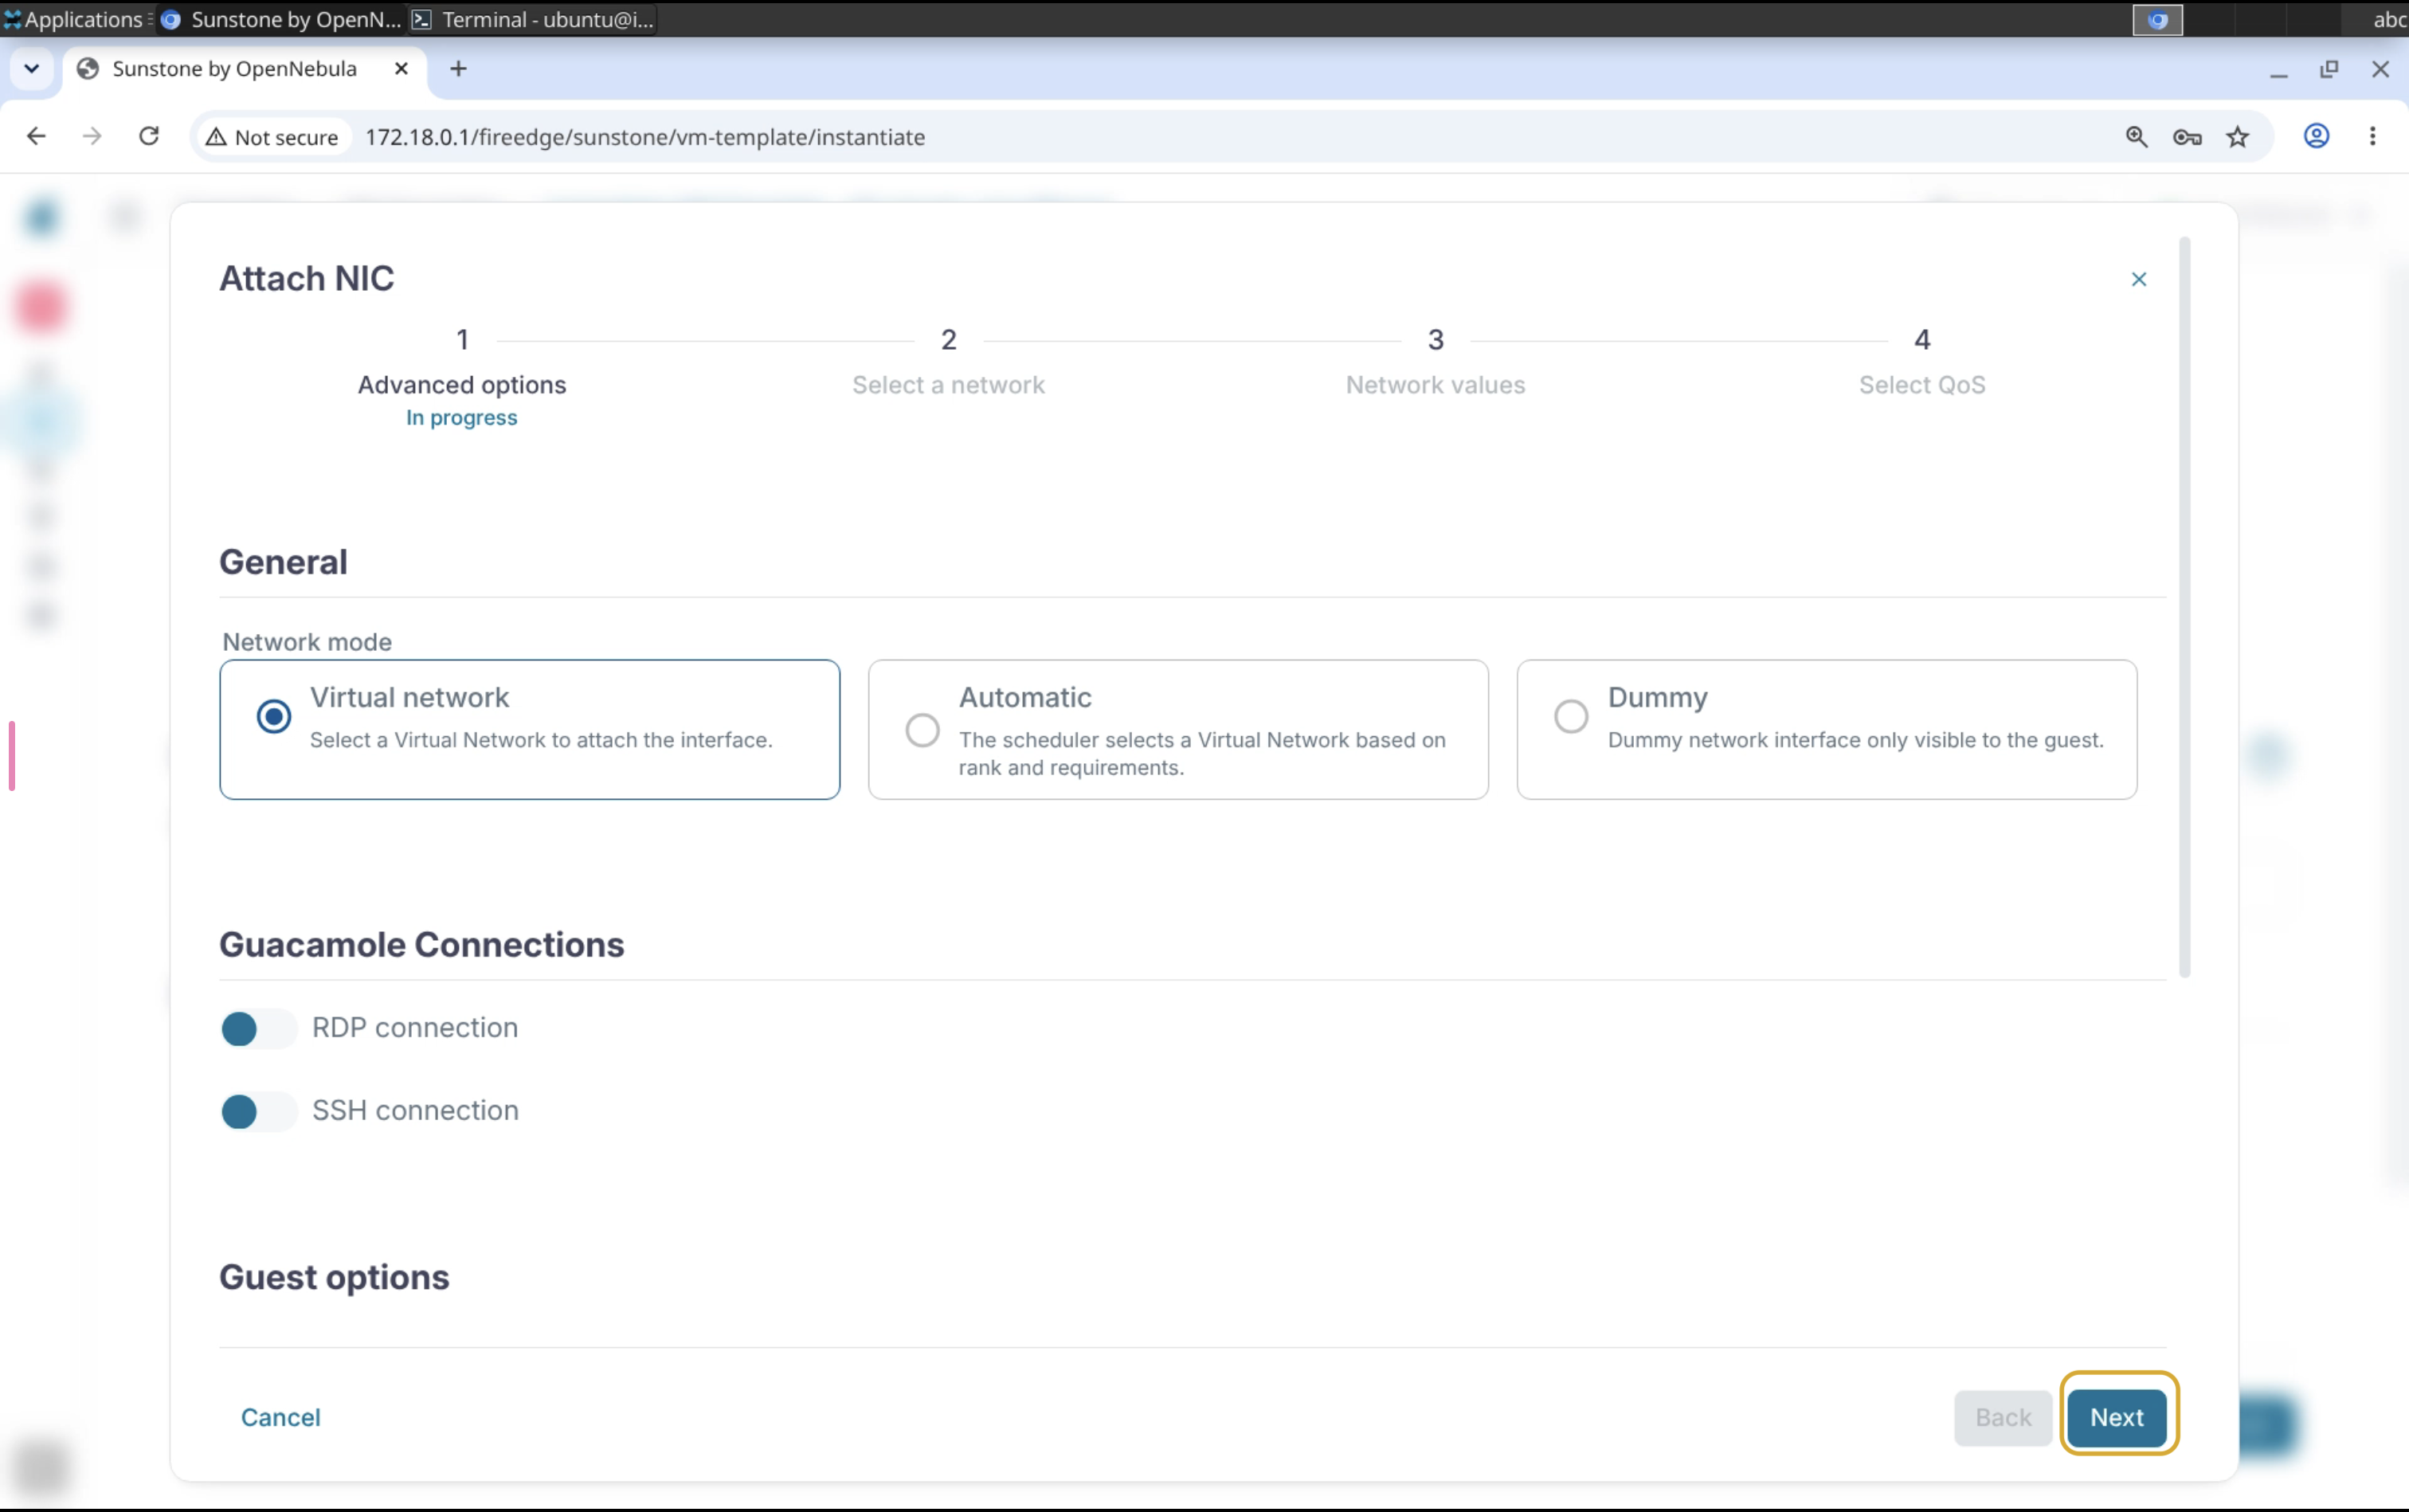 Applications
Sunstone by OpenN...
Terminal - ubuntu@i...
abc
Sunstone by OpenNebula
Not secure
172.18.0.1/fireedge/sunstone/vm-template/instantiate
Attach NIC
1
2
3
4
Advanced options
Select a network
Network values
Select QoS
In progress
General
Network mode
Virtual network
Select a Virtual Network to attach the interface.
Automatic
The scheduler selects a Virtual Network based on
rank and requirements.
Dummy
Dummy network interface only visible to the guest.
Guacamole Connections
RDP connection
SSH connection
Guest options
Cancel
Back
Next